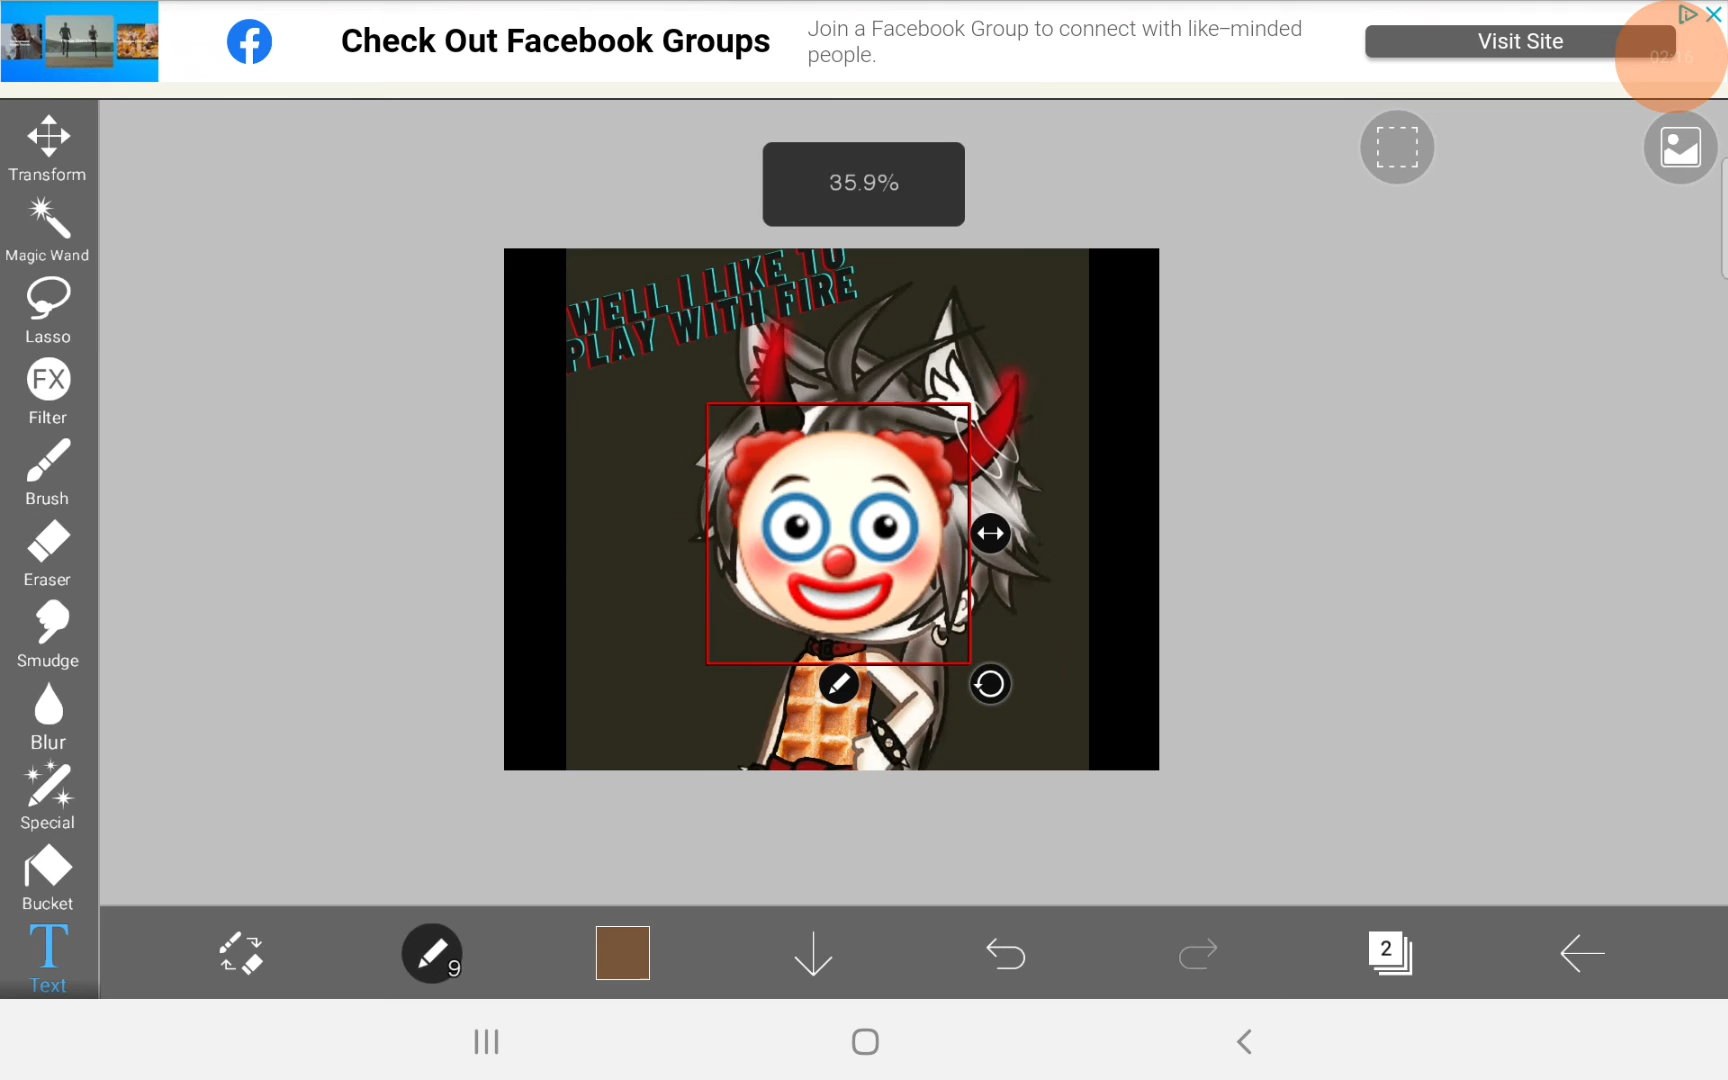 Check Out Facebook Groups
Join a Facebook Group to connect with like-minded
people.
Visit Site
02:16
Transform
35.9%
Magic Wand
WELL I LIKE TO
PLAY WITH FIRE
Lasso
FX
Filter
Brush
Eraser
Smudge
Blur
Special
Bucket
T
Text
9
2